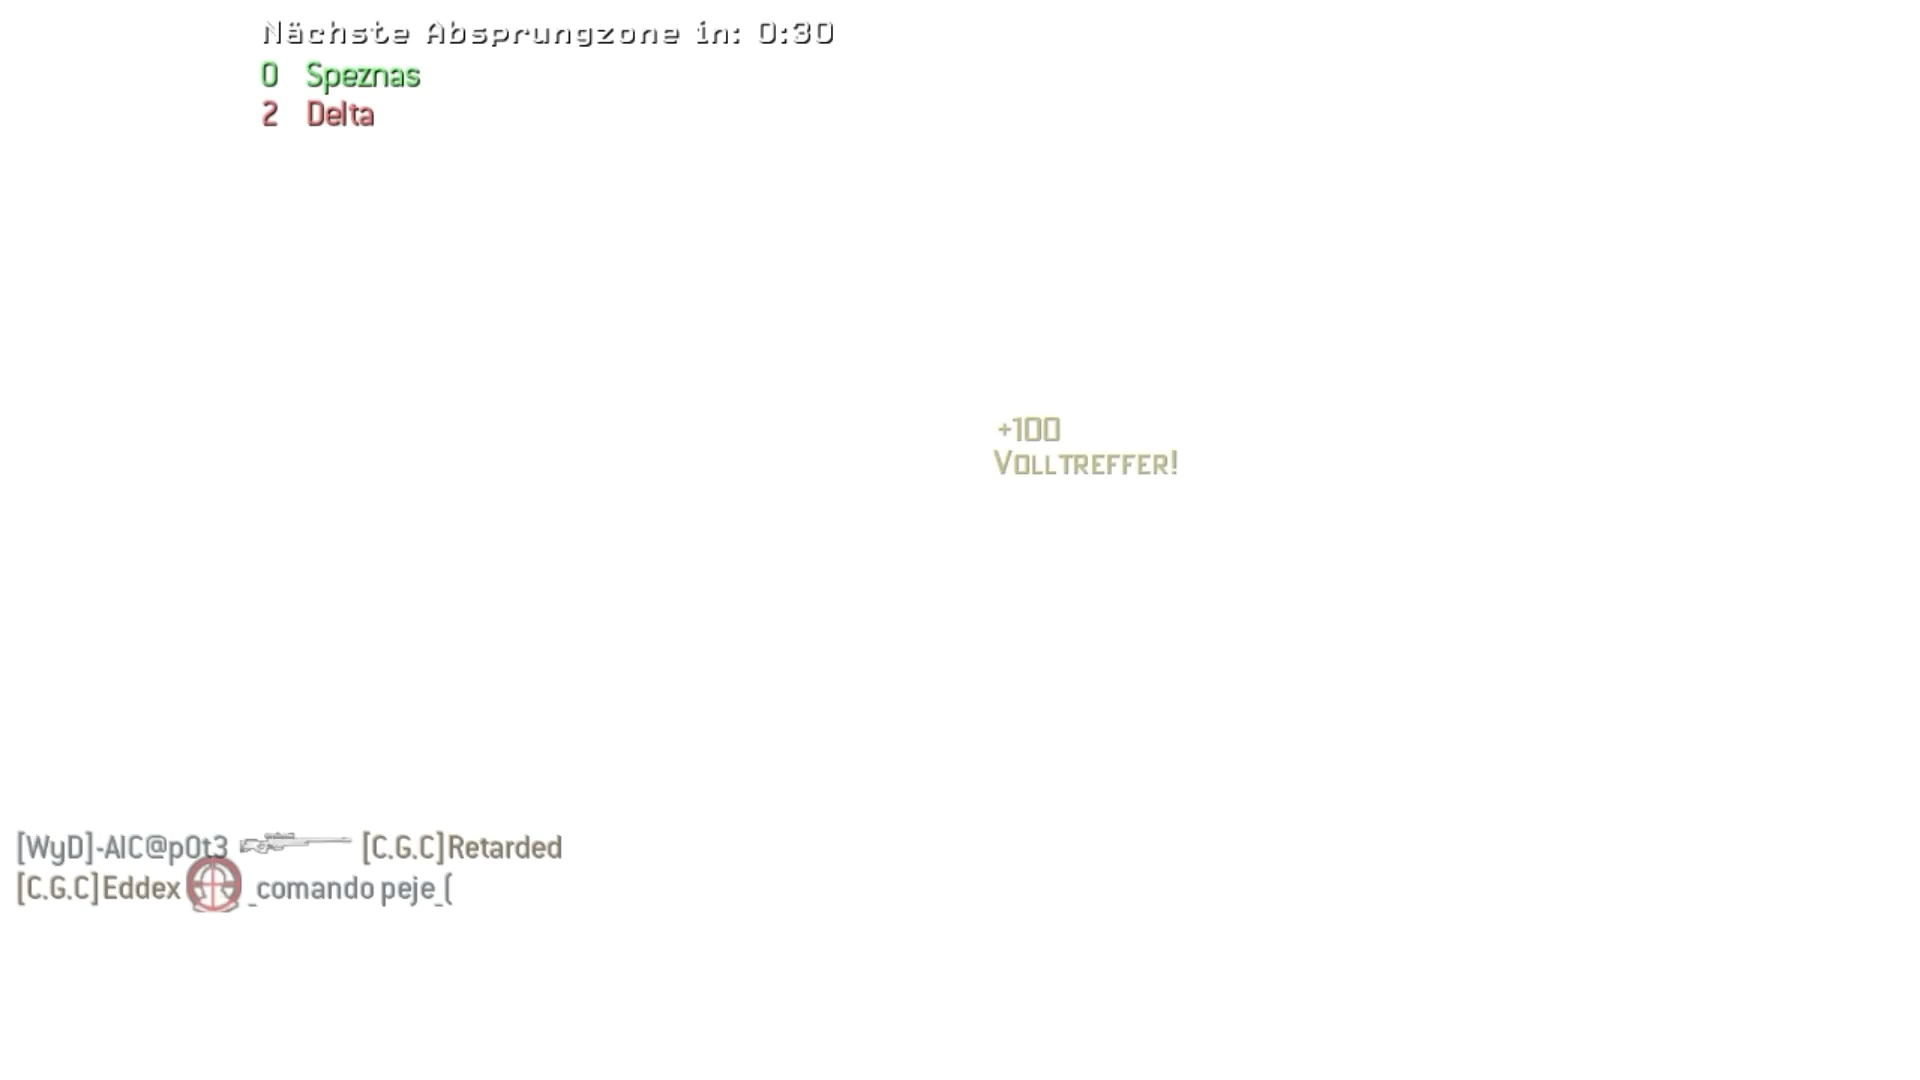 Nächste Absprungzone in: 0:30
0 Speznas
2 Delta
+100
VOLLTREFFER!
[WyD]-AIC@p0t3 [C.G.C]Retarded
[C.G.C]Eddex _comando peje_(